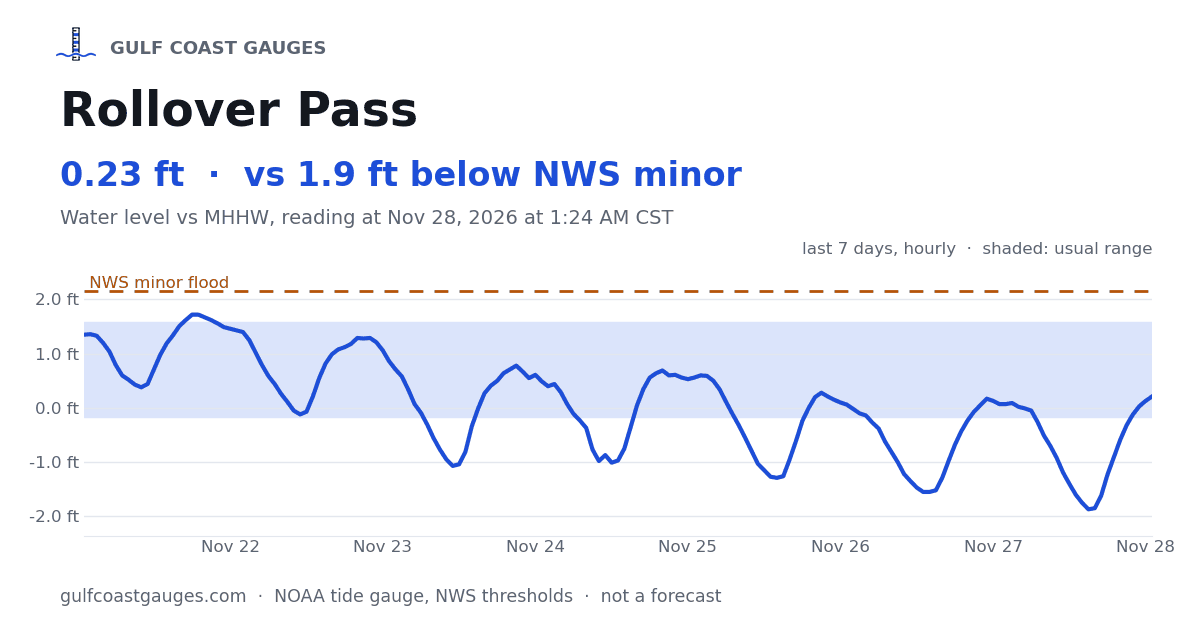 GULF COAST GAUGES
Rollover Pass
0.23 ft · vs 1.9 ft below NWS minor
Water level vs MHHW, reading at Nov 28, 2026 at 1:24 AM CST
last 7 days, hourly · shaded: usual range
NWS minor flood
2.0 ft
1.0 ft
0.0 ft
-1.0 ft
-2.0 ft
Nov 22 Nov 23 Nov 24 Nov 25 Nov 26 Nov 27 Nov 28
gulfcoastgauges.com · NOAA tide gauge, NWS thresholds · not a forecast